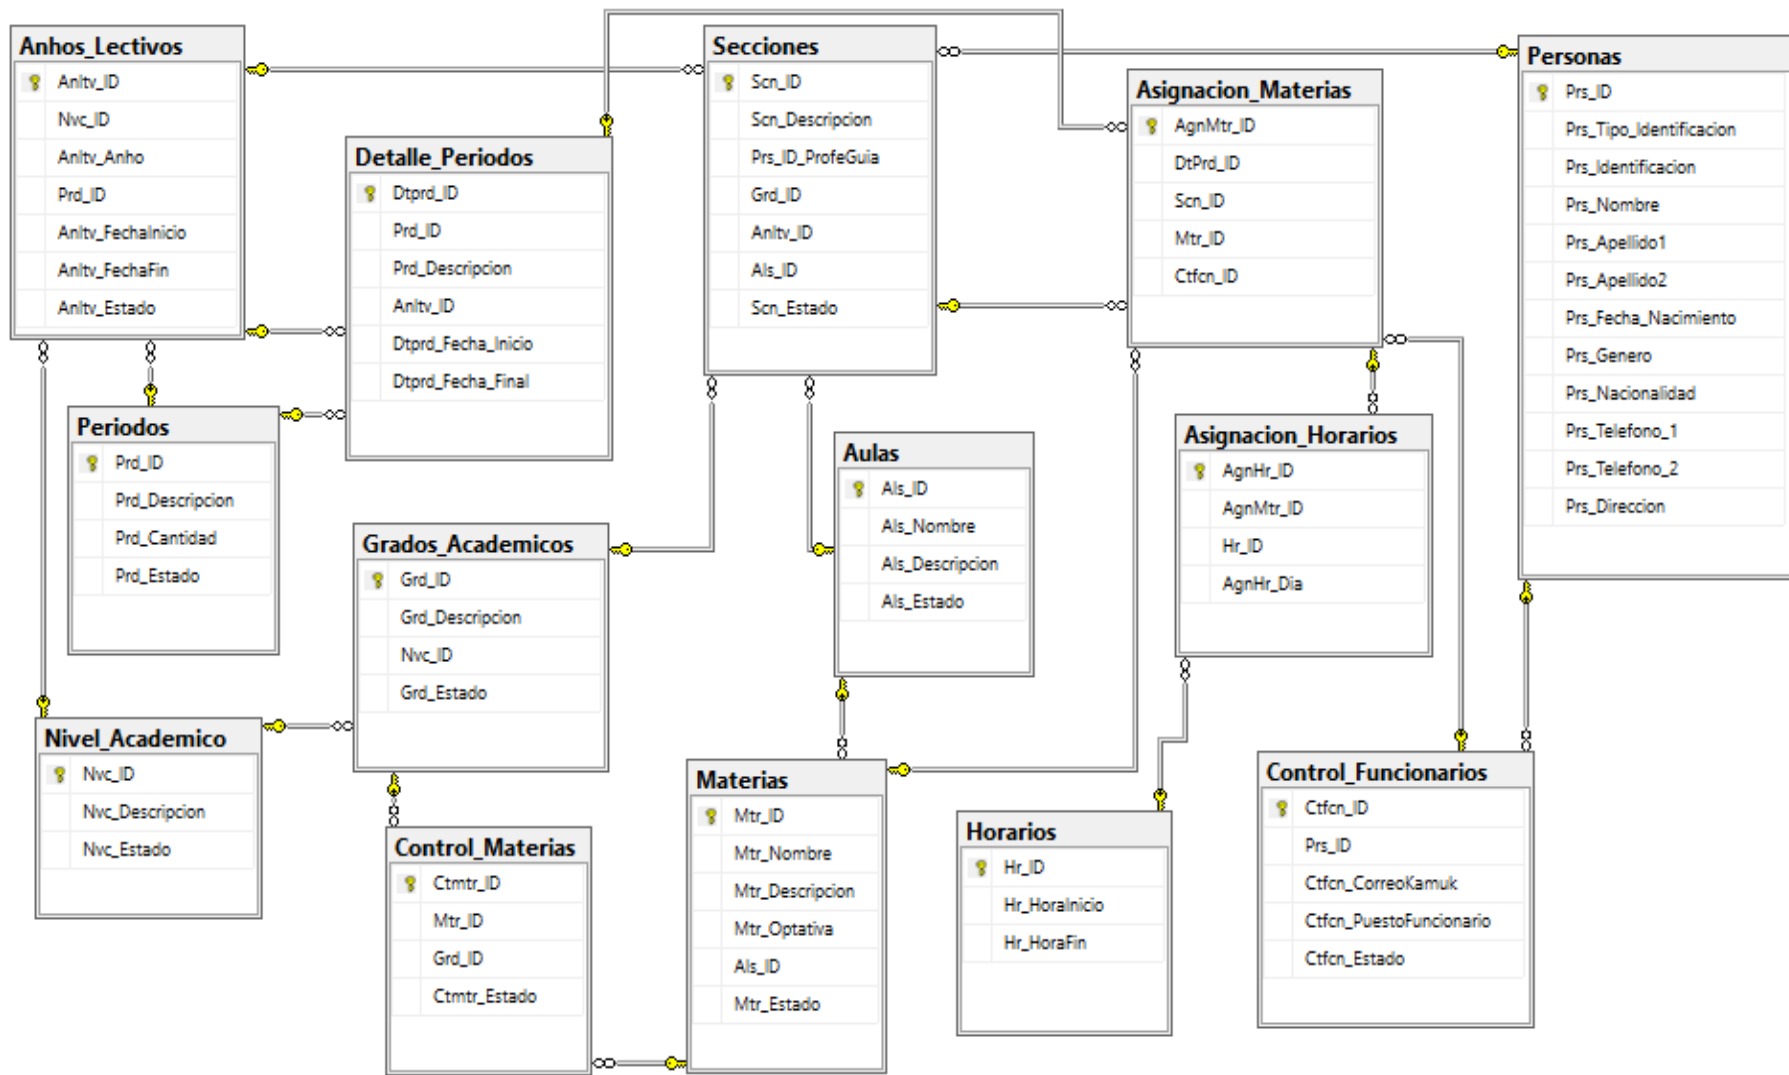 Anhos_Lectivos
Anltv_ID
Nvc_ID
Anltv_Anho
Prd_ID
Anltv_FechaInicio
Anltv_FechaFin
Anltv_Estado
Detalle_Periodos
Dtprd_ID
Prd_ID
Prd_Descripcion
Anltv_ID
Dtprd_Fecha_Inicio
Dtprd_Fecha_Final
Secciones
Scn_ID
Scn_Descripcion
Prs_ID_ProfeGuia
Grd_ID
Anltv_ID
Als_ID
Scn_Estado
Asignacion_Materias
AgnMtr_ID
DtPrd_ID
Scn_ID
Mtr_ID
Ctfcn_ID
Personas
Prs_ID
Prs_Tipo_Identificacion
Prs_Identificacion
Prs_Nombre
Prs_Apellido1
Prs_Apellido2
Prs_Fecha_Nacimiento
Prs_Genero
Prs_Nacionalidad
Prs_Telefono_1
Prs_Telefono_2
Prs_Direccion
Periodos
Prd_ID
Prd_Descripcion
Prd_Cantidad
Prd_Estado
Grados_Academicos
Grd_ID
Grd_Descripcion
Nvc_ID
Grd_Estado
Aulas
Als_ID
Als_Nombre
Als_Descripcion
Als_Estado
Asignacion_Horarios
AgnHr_ID
AgnMtr_ID
Hr_ID
AgnHr_Dia
Nivel_Academico
Nvc_ID
Nvc_Descripcion
Nvc_Estado
Control_Materias
Ctmtr_ID
Mtr_ID
Grd_ID
Ctmtr_Estado
Materias
Mtr_ID
Mtr_Nombre
Mtr_Descripcion
Mtr_Optativa
Als_ID
Mtr_Estado
Horarios
Hr_ID
Hr_HoraInicio
Hr_HoraFin
Control_Funcionarios
Ctfcn_ID
Prs_ID
Ctfcn_CorreoKamuk
Ctfcn_PuestoFuncionario
Ctfcn_Estado